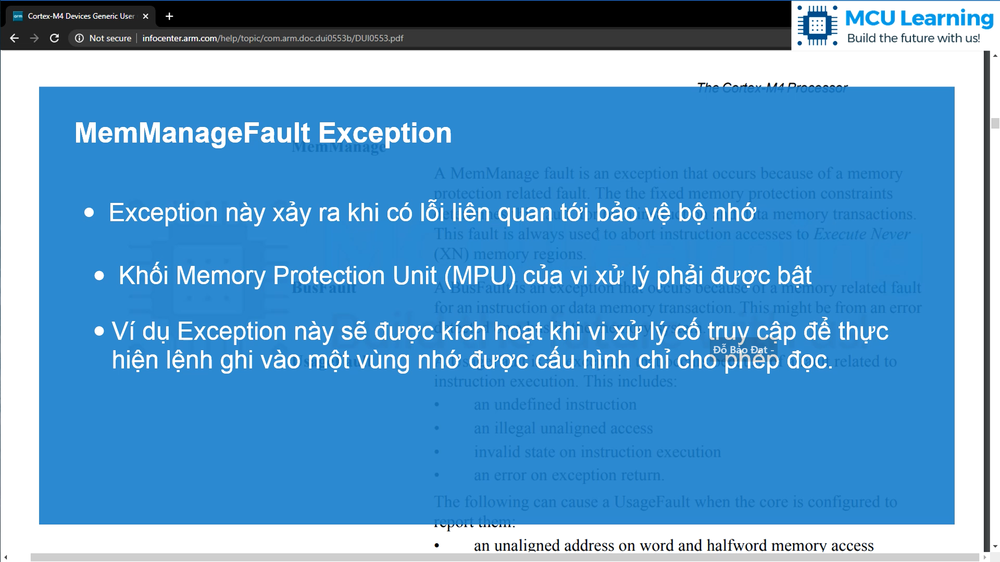 Cortex-M4 Devices Generic User
MCU Learning
Build the future with us!
Not secure
infocenter.arm.com/help/topic/com.arm.doc.dui0553b/DUI0553.pdf
The Cortex-M4 Processor
MemManageFault Exception
MemManage
A MemManage fault is an exception that occurs because of a memory
protection related fault. The the fixed memory protection constraints
• Exception này xảy ra khi có lỗi liên quan tới bảo vệ bộ nhớ
memory transactions.
This fault is always used to abort instruction accesses to Execute Never
(XN) memory regions.
• Khối Memory Protection Unit (MPU) của vi xử lý phải được bật
BusFault
A BusFault is an exception that occurs because of a memory related fault
for an instruction or data memory transaction. This might be from an error
• Ví dụ Exception này sẽ được kích hoạt khi vi xử lý cố truy cập để thực
Đỗ Bảo Đạt -
hiện lệnh ghi vào một vùng nhớ được cấu hình chỉ cho phép đọc.
related to
instruction execution. This includes:
• an undefined instruction
• an illegal unaligned access
• invalid state on instruction execution
• an error on exception return.
The following can cause a UsageFault when the core is configured to
report them:
• an unaligned address on word and halfword memory access